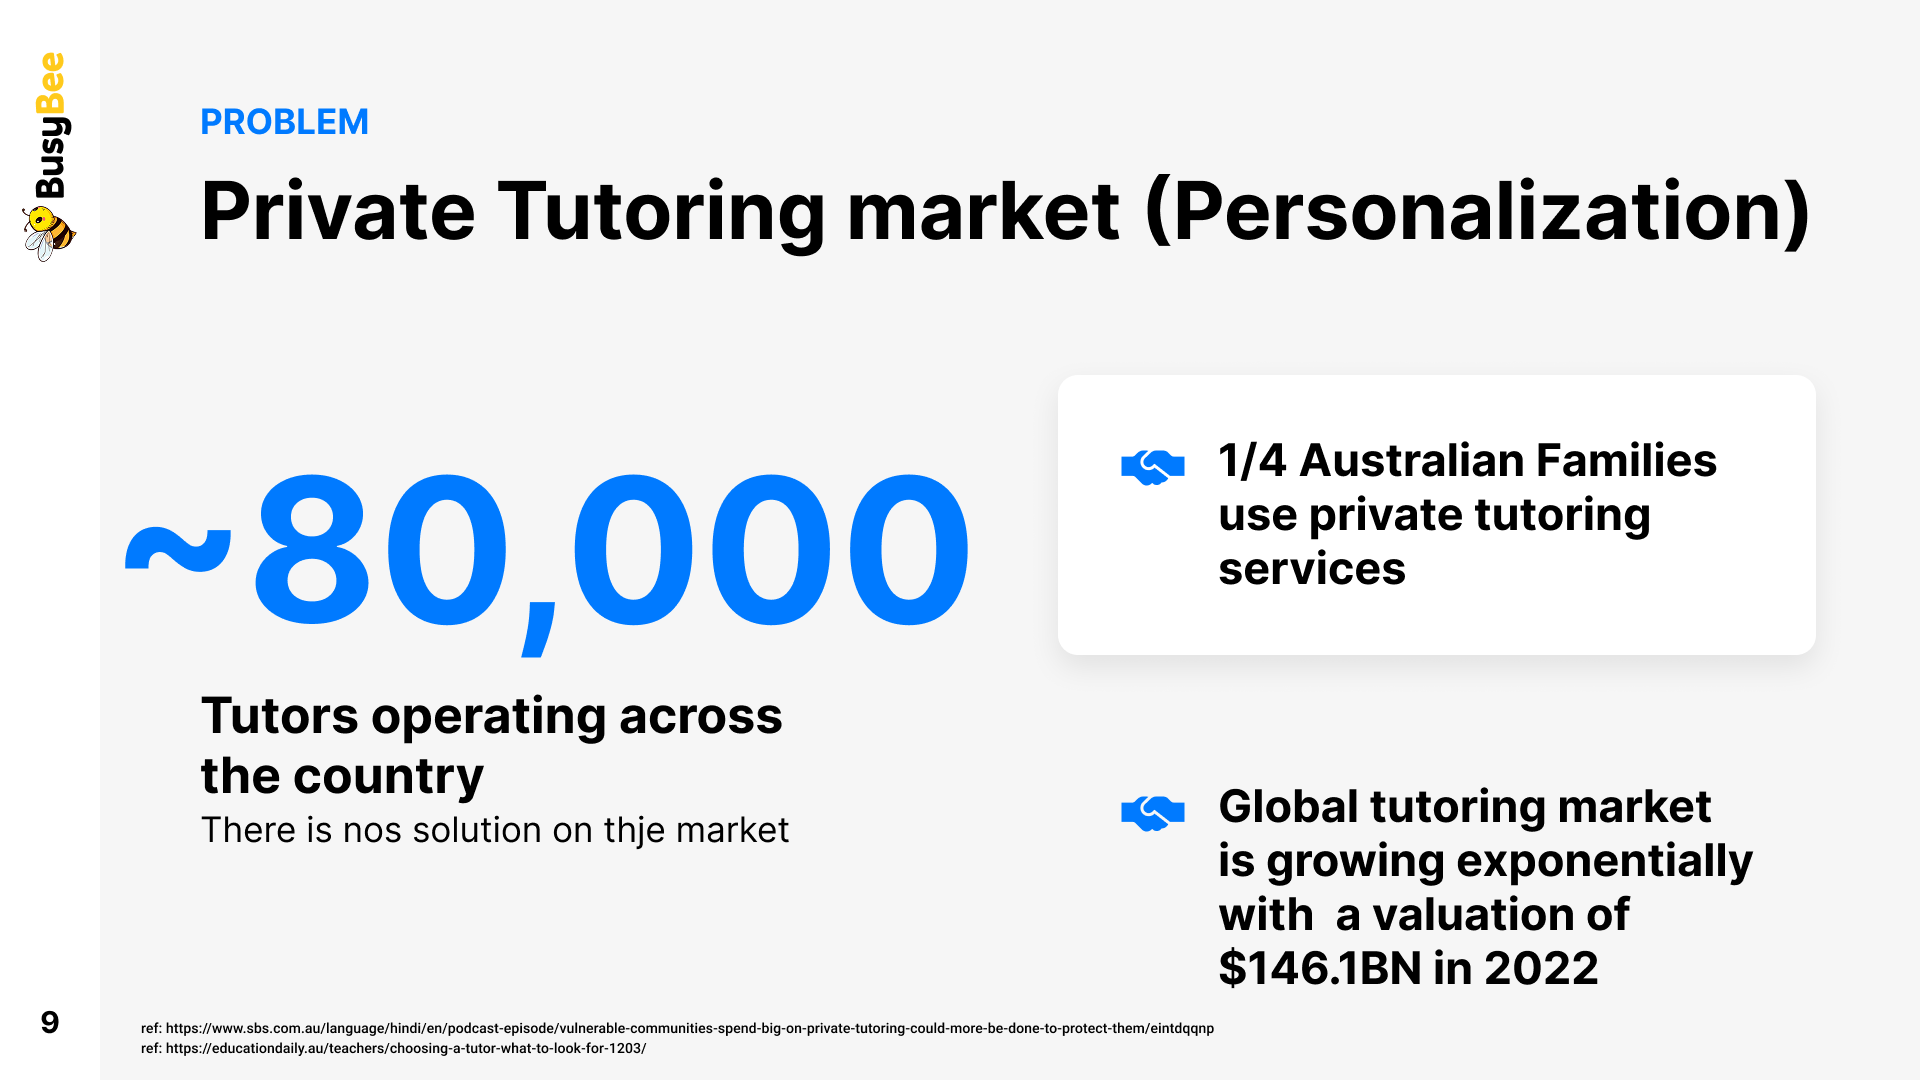 BusyBee
PROBLEM
Private Tutoring market (Personalization)
~80,000
Tutors operating across
the country
There is nos solution on thje market
1/4 Australian Families
use private tutoring
services
Global tutoring market
is growing exponentially
with  a valuation of
$146.1BN in 2022
9
ref: https://www.sbs.com.au/language/hindi/en/podcast-episode/vulnerable-communities-spend-big-on-private-tutoring-could-more-be-done-to-protect-them/eintdqqnp
ref: https://educationdaily.au/teachers/choosing-a-tutor-what-to-look-for-1203/